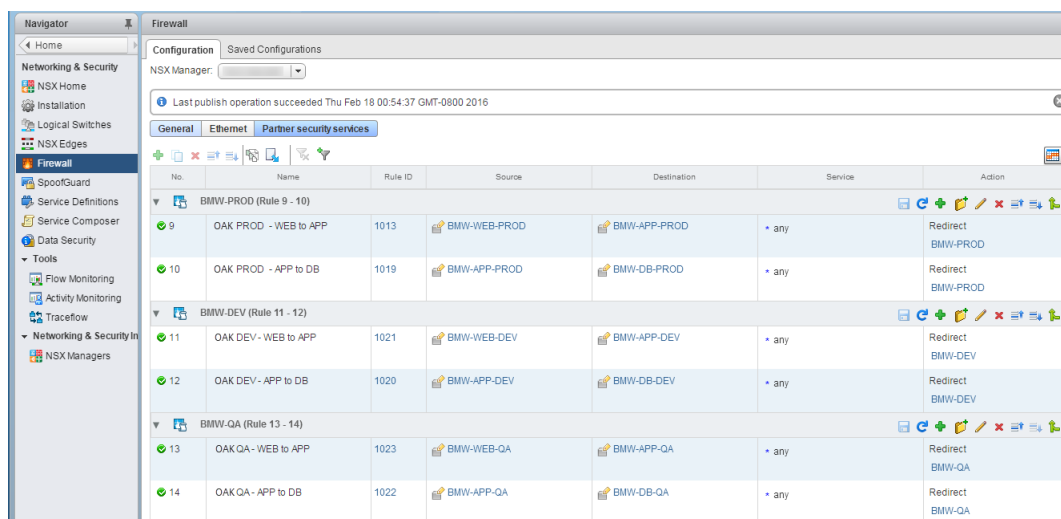 Navigator
Firewall
Home
Configuration
Saved Configurations
Networking & Security
NSX Manager:
NSX Home
Installation
Last publish operation succeeded Thu Feb 18 00:54:37 GMT-0800 2016
Logical Switches
NSX Edges
General Ethernet Partner security services
Firewall
SpoofGuard
Service Definitions
Service Composer
Data Security
Tools
Flow Monitoring
Activity Monitoring
Traceflow
Networking & Security In
NSX Managers
No. Name Rule ID Source Destination Service Action
BMW-PROD (Rule 9 - 10)
9 OAK PROD - WEB to APP 1013 BMW-WEB-PROD BMW-APP-PROD * any Redirect
BMW-PROD
10 OAK PROD - APP to DB 1019 BMW-APP-PROD BMW-DB-PROD * any Redirect
BMW-PROD
BMW-DEV (Rule 11 - 12)
11 OAK DEV - WEB to APP 1021 BMW-WEB-DEV BMW-APP-DEV * any Redirect
BMW-DEV
12 OAK DEV - APP to DB 1020 BMW-APP-DEV BMW-DB-DEV * any Redirect
BMW-DEV
BMW-QA (Rule 13 - 14)
13 OAK QA - WEB to APP 1023 BMW-WEB-QA BMW-APP-QA * any Redirect
BMW-QA
14 OAK QA - APP to DB 1022 BMW-APP-QA BMW-DB-QA * any Redirect
BMW-QA